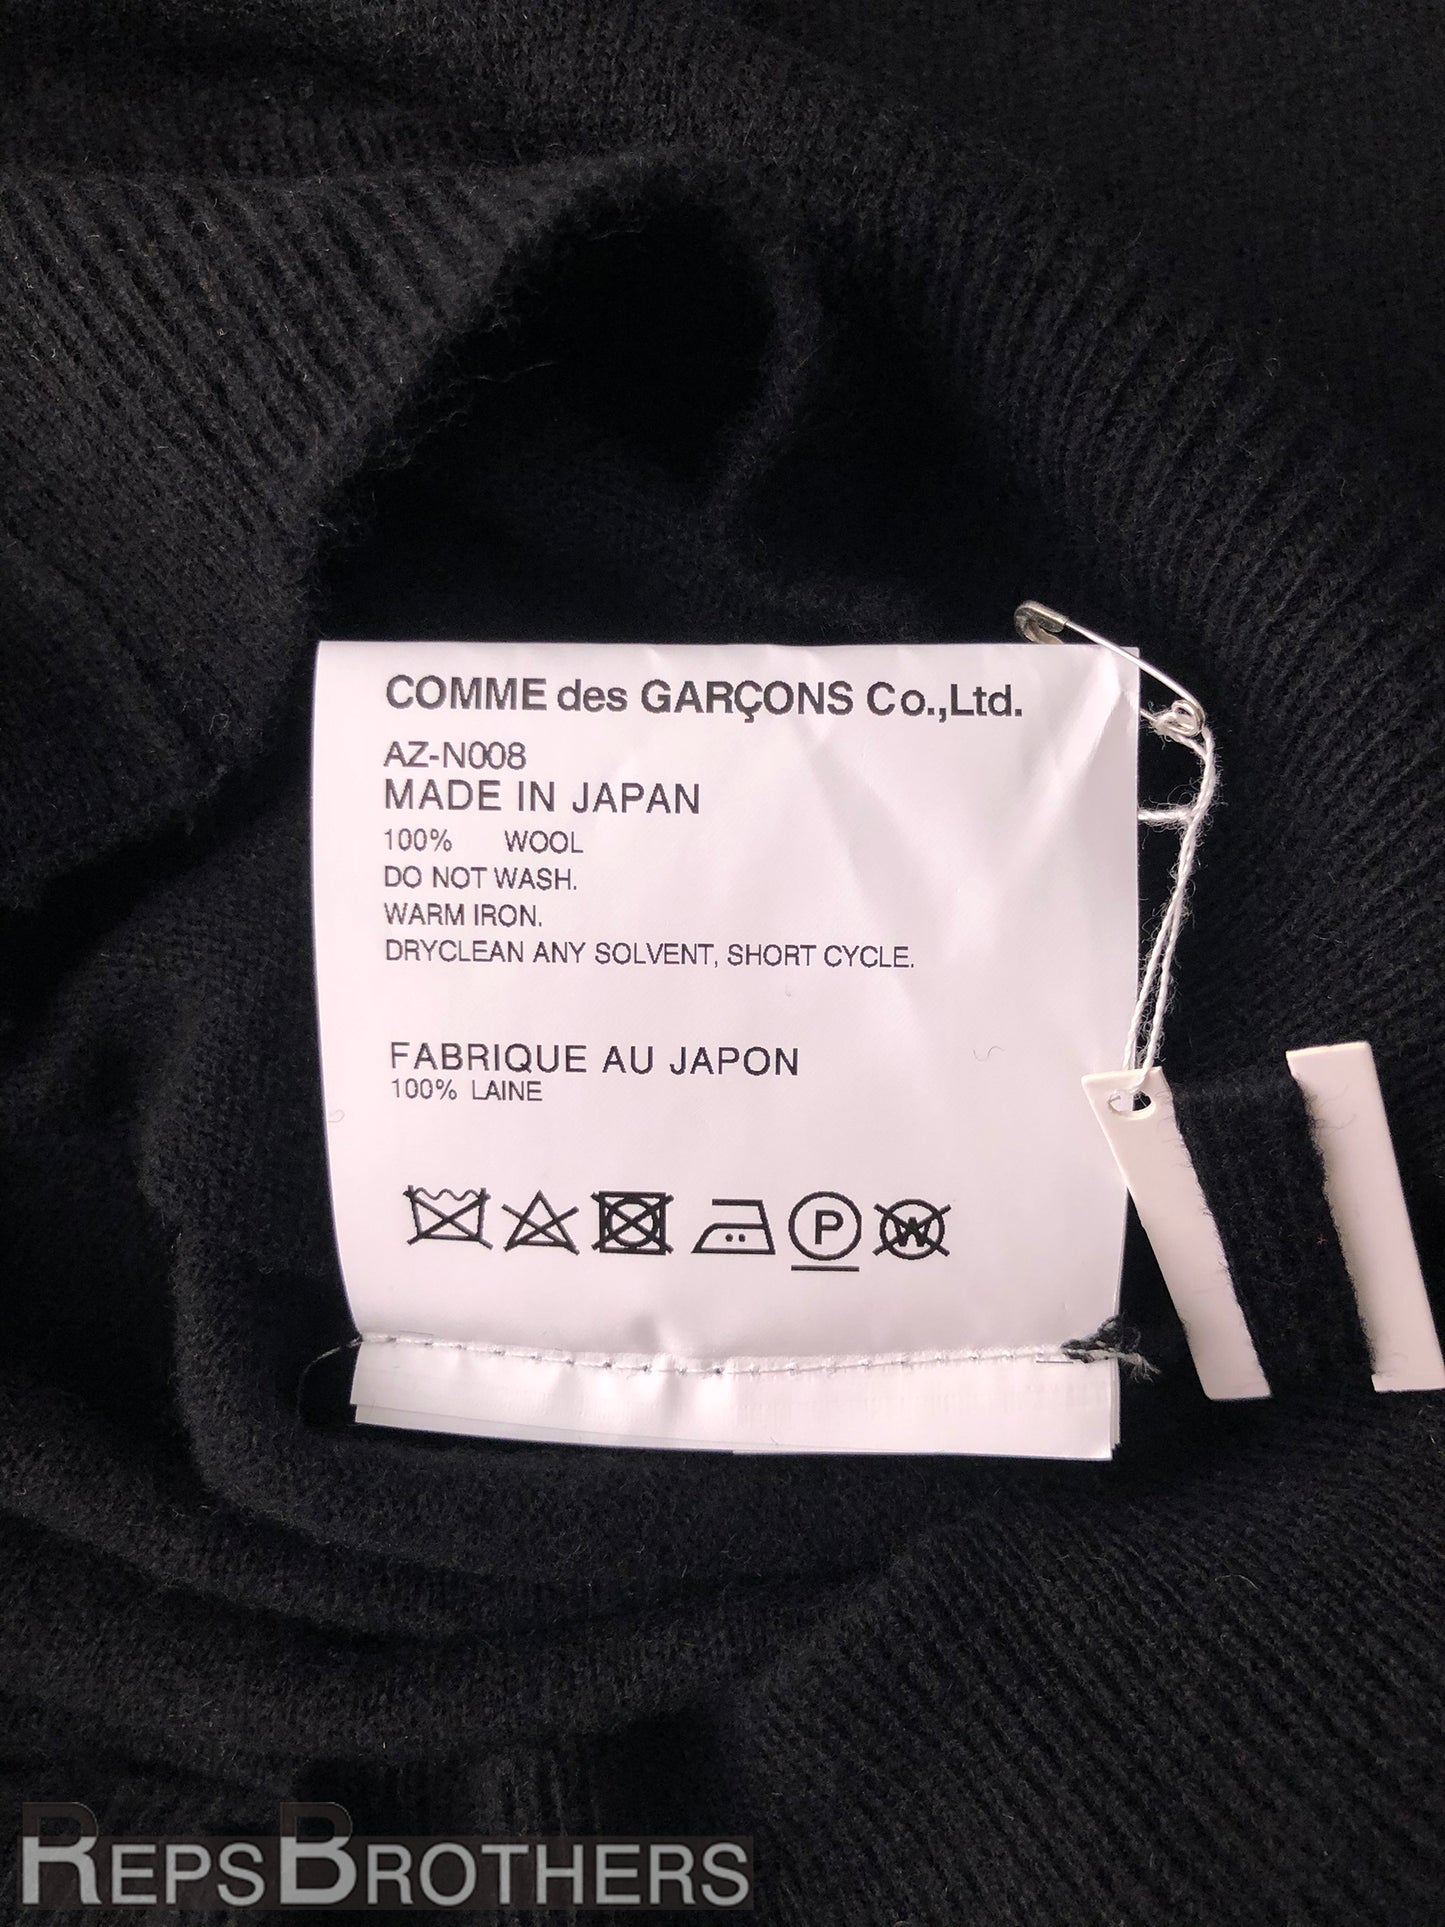 COMME des GARÇONS Co.,Ltd.
AZ-N008
MADE IN JAPAN
100% WOOL
DO NOT WASH.
WARM IRON.
DRYCLEAN ANY SOLVENT, SHORT CYCLE.
FABRIQUE AU JAPON
100% LAINE
P W
REPSBROTHERS